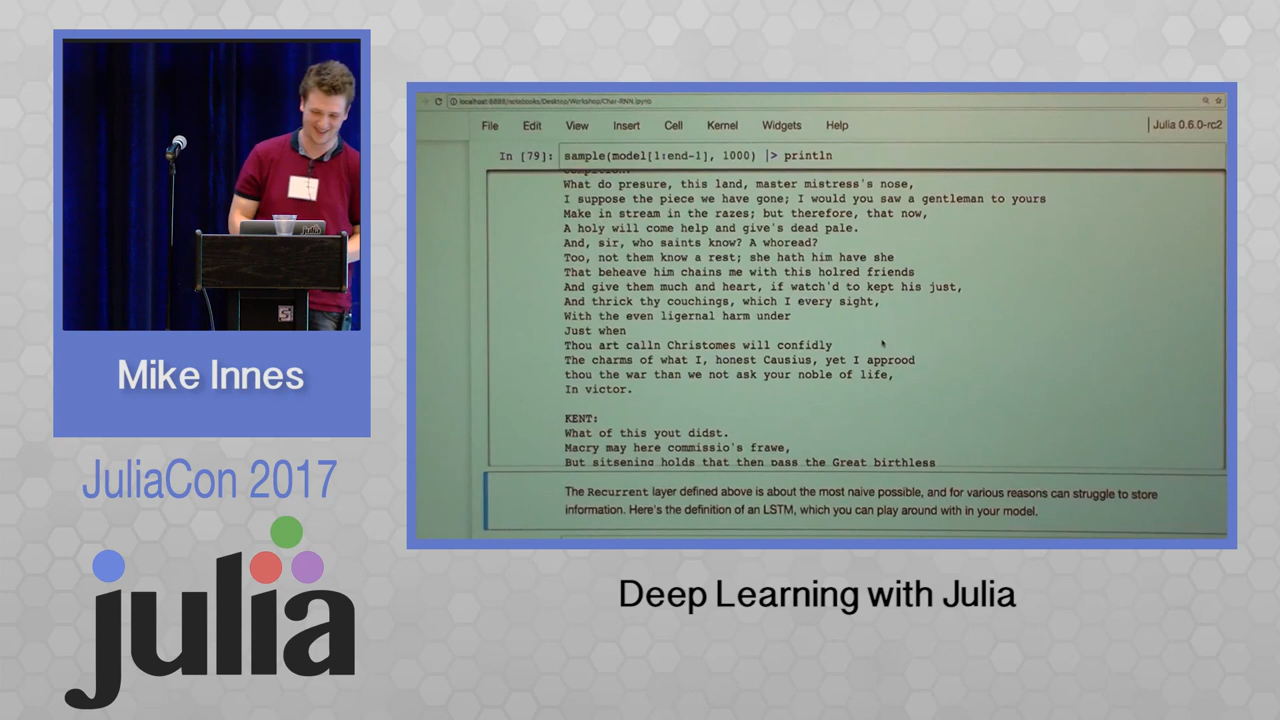 Mike Innes
JuliaCon 2017
julia
localhost:8888/notebooks/Desktop/Workshop/Char-RNN.ipynb
File Edit View Insert Cell Kernel Widgets Help
Julia 0.6.0-rc2
In [79]: sample(model[1:end-1], 1000) |> println
What do presure, this land, master mistress's nose,
I suppose the piece we have gone; I would you saw a gentleman to yours
Make in stream in the razes; but therefore, that now,
A holy will come help and give's dead pale.
And, sir, who saints know? A whoread?
Too, not them know a rest; she hath him have she
That beheave him chains me with this holred friends
And give them much and heart, if watch'd to kept his just,
And thrick thy couchings, which I every sight,
With the even ligernal harm under
Just when
Thou art calln Christomes will confidly
The charms of what I, honest Causius, yet I approod
thou the war than we not ask your noble of life,
In victor.
KENT:
What of this yout didst.
Macry may here commissio's frawe,
But sitsening holds that then pass the Great birthless
The Recurrent layer defined above is about the most naive possible, and for various reasons can struggle to store
information. Here's the definition of an LSTM, which you can play around with in your model.
Deep Learning with Julia